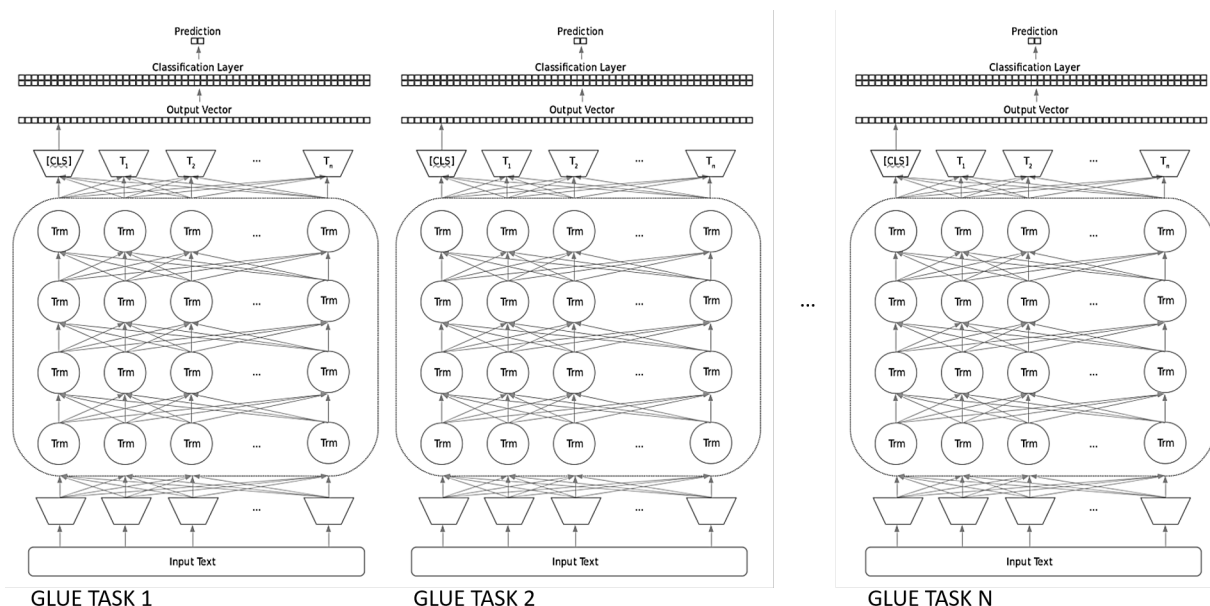 Prediction Prediction Prediction
Classification Layer Classification Layer Classification Layer
Output Vector Output Vector Output Vector
[CLS] T1 T2 ... Tn [CLS] T1 T2 ... Tn [CLS] T1 T2 ... Tn
Trm Trm Trm ... Trm Trm Trm Trm ... Trm Trm Trm Trm ... Trm
Trm Trm Trm ... Trm Trm Trm Trm ... Trm ... Trm Trm Trm ... Trm
Trm Trm Trm ... Trm Trm Trm Trm ... Trm Trm Trm Trm ... Trm
Trm Trm Trm ... Trm Trm Trm Trm ... Trm Trm Trm Trm ... Trm
... ... ...
Input Text Input Text Input Text
GLUE TASK 1 GLUE TASK 2 GLUE TASK N